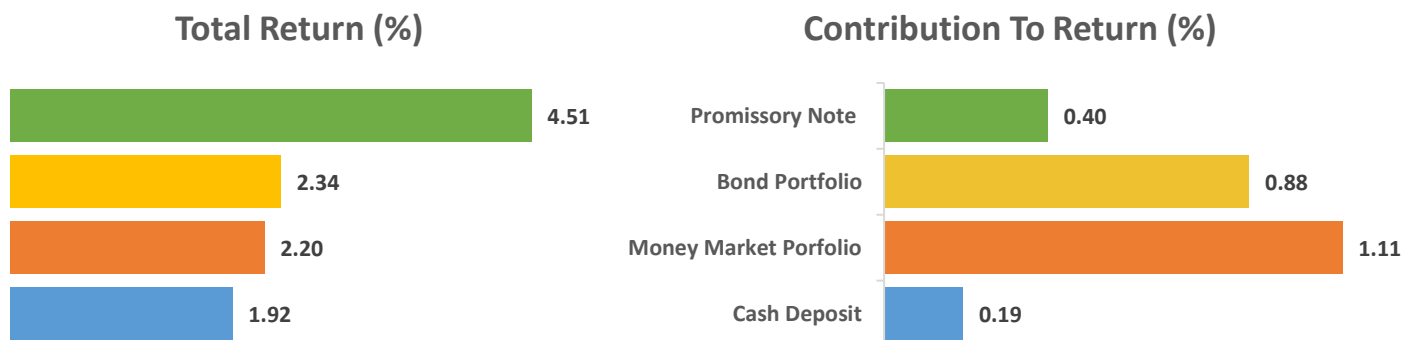 Total Return (%)
4.51
2.34
2.20
1.92
Contribution To Return (%)
Promissory Note 0.40
Bond Portfolio 0.88
Money Market Porfolio 1.11
Cash Deposit 0.19